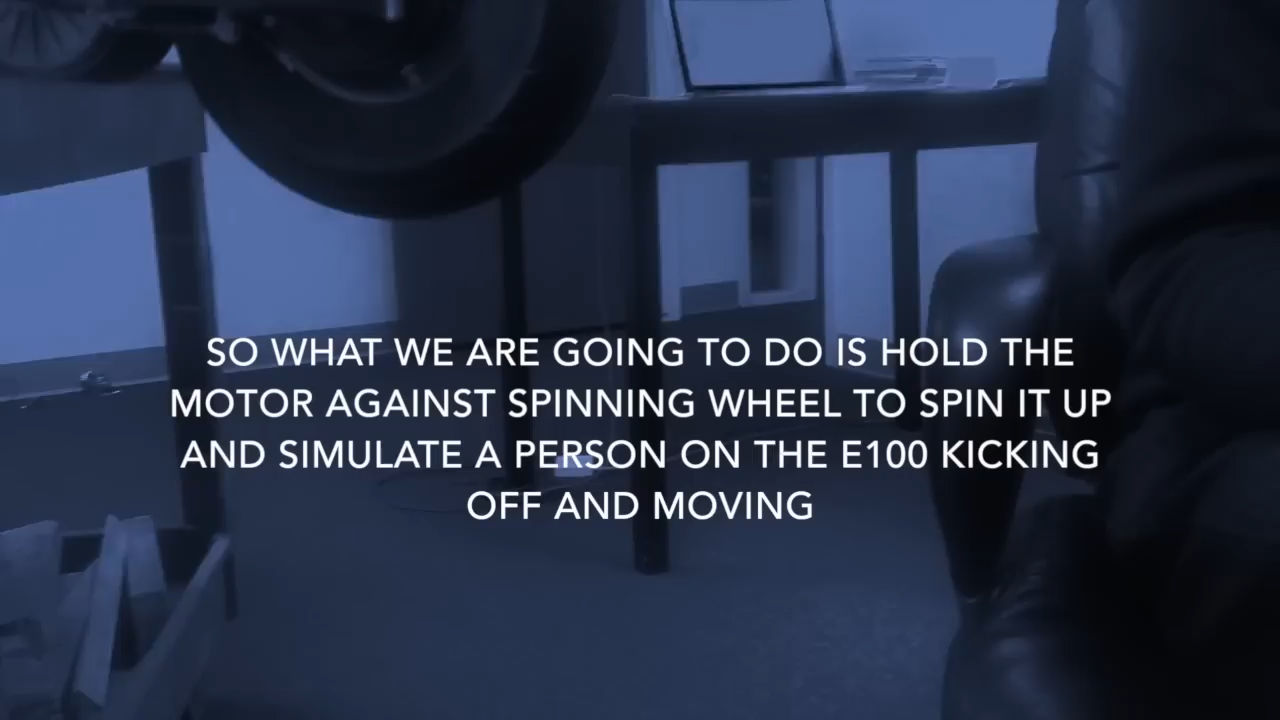 SO WHAT WE ARE GOING TO DO IS HOLD THE
MOTOR AGAINST SPINNING WHEEL TO SPIN IT UP
AND SIMULATE A PERSON ON THE E100 KICKING
OFF AND MOVING